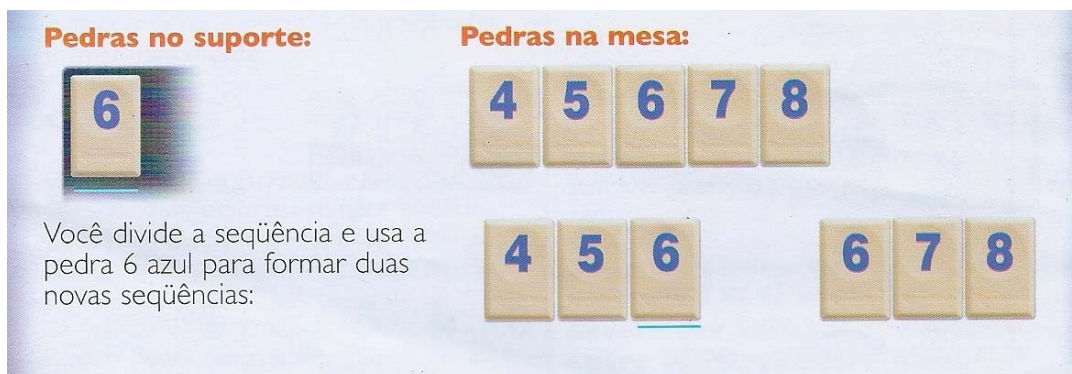 Pedras no suporte:
6
Pedras na mesa:
4 5 6 7 8
Você divide a seqüência e usa a
pedra 6 azul para formar duas
novas seqüências:
4 5 6
6 7 8